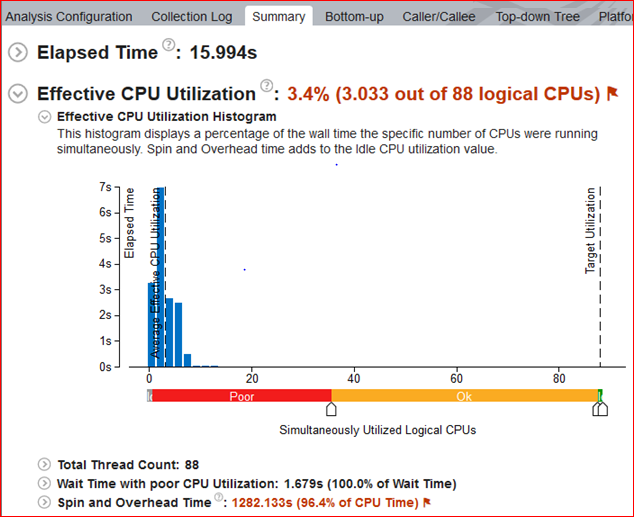 Analysis Configuration Collection Log Summary Bottom-up Caller/Callee Top-down Tree Platfo
Elapsed Time ? : 15.994s
Effective CPU Utilization ? : 3.4% (3.033 out of 88 logical CPUs)
Effective CPU Utilization Histogram
This histogram displays a percentage of the wall time the specific number of CPUs were running
simultaneously. Spin and Overhead time adds to the Idle CPU utilization value.
7s
6s
5s
4s
3s
2s
1s
0s
Elapsed Time
Average Effective CPU Utilization
Target Utilization
0 20 40 60 80
Poor Ok
Simultaneously Utilized Logical CPUs
Total Thread Count: 88
Wait Time with poor CPU Utilization: 1.679s (100.0% of Wait Time)
Spin and Overhead Time ? : 1282.133s (96.4% of CPU Time)